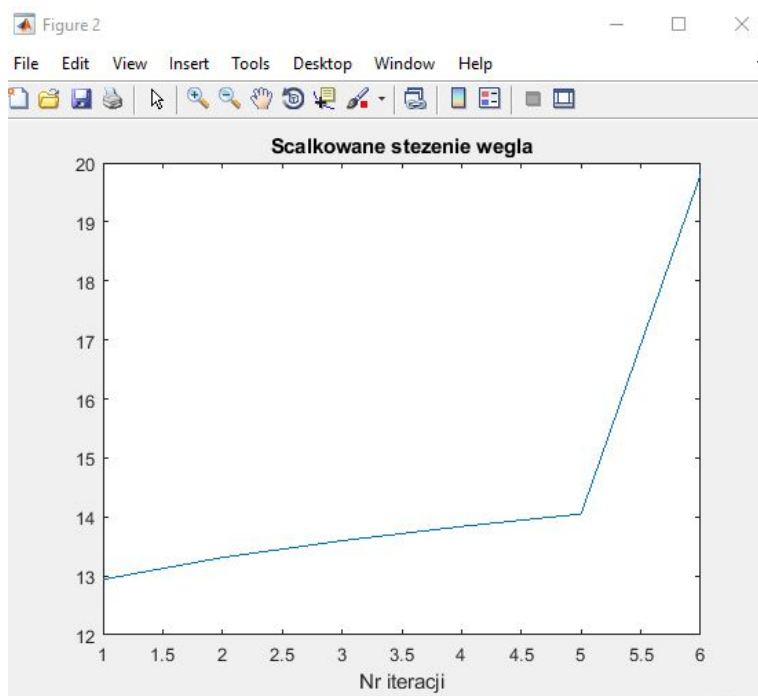 Figure 2
File Edit View Insert Tools Desktop Window Help
Scalkowane stezenie wegla
20
19
18
17
16
15
14
13
12
1 1.5 2 2.5 3 3.5 4 4.5 5 5.5 6
Nr iteracji